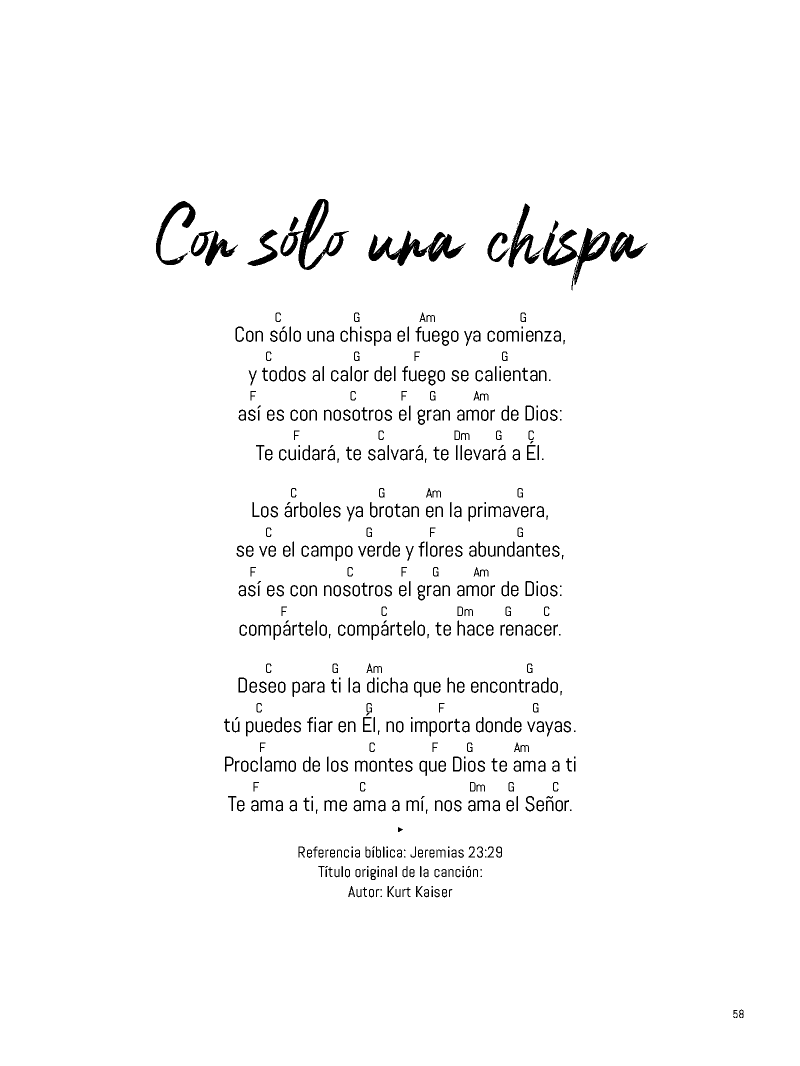 Con sólo una chispa
C G Am G
Con sólo una chispa el fuego ya comienza,
C G F G
y todos al calor del fuego se calientan.
F C F G Am
así es con nosotros el gran amor de Dios:
F C Dm G C
Te cuidará, te salvará, te llevará a Él.
C G Am G
Los árboles ya brotan en la primavera,
C G F G
se ve el campo verde y flores abundantes,
F C F G Am
así es con nosotros el gran amor de Dios:
F C Dm G C
compártelo, compártelo, te hace renacer.
C G Am G
Deseo para ti la dicha que he encontrado,
C G F G
tú puedes fiar en Él, no importa donde vayas.
F C F G Am
Proclamo de los montes que Dios te ama a ti
F C Dm G C
Te ama a ti, me ama a mí, nos ama el Señor.
Referencia bíblica: Jeremias 23:29
Título original de la canción:
Autor: Kurt Kaiser
58